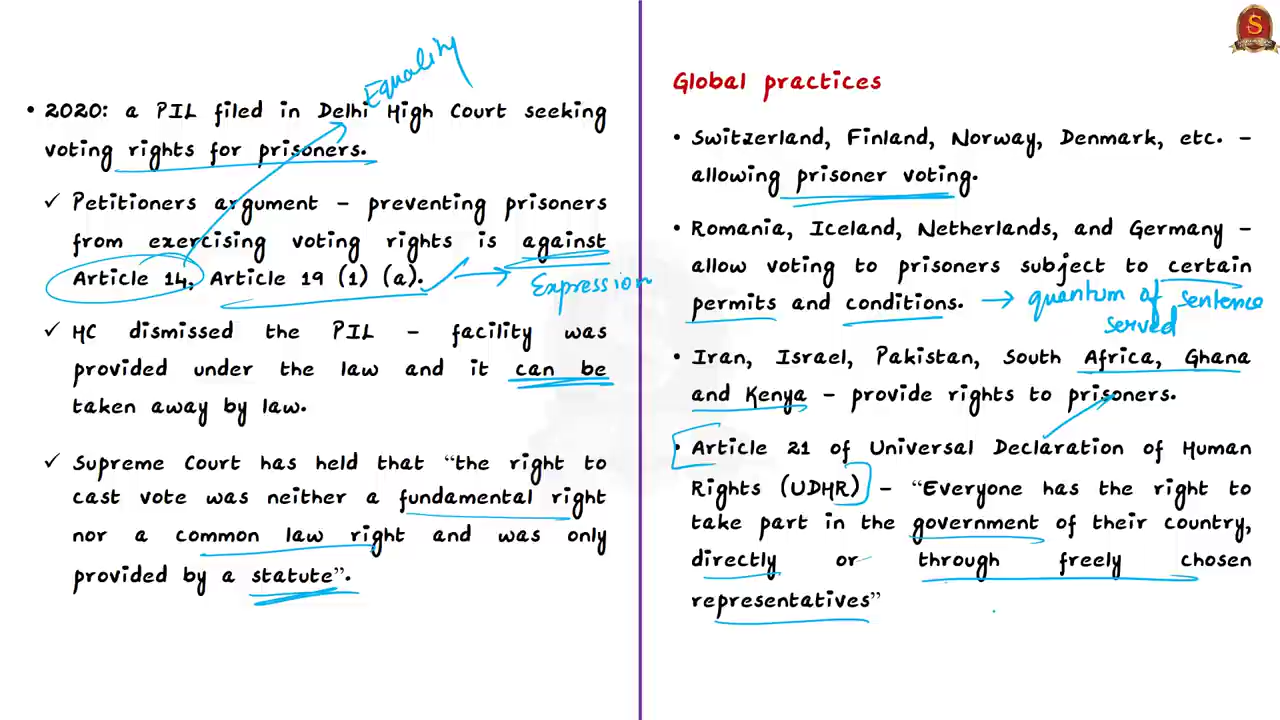 Equality
• 2020: a PIL filed in Delhi High Court seeking
voting rights for prisoners.
✓ Petitioners argument – preventing prisoners
from exercising voting rights is against
Article 14, Article 19 (1) (a).
Expression
✓ HC dismissed the PIL – facility was
provided under the law and it can be
taken away by law.
✓ Supreme Court has held that “the right to
cast vote was neither a fundamental right
nor a common law right and was only
provided by a statute”.
S
Global practices
• Switzerland, Finland, Norway, Denmark, etc. –
allowing prisoner voting.
• Romania, Iceland, Netherlands, and Germany –
allow voting to prisoners subject to certain
permits and conditions.
quantum of sentence
served
• Iran, Israel, Pakistan, South Africa, Ghana
and Kenya – provide rights to prisoners.
• Article 21 of Universal Declaration of Human
Rights (UDHR) – “Everyone has the right to
take part in the government of their country,
directly or through freely chosen
representatives”